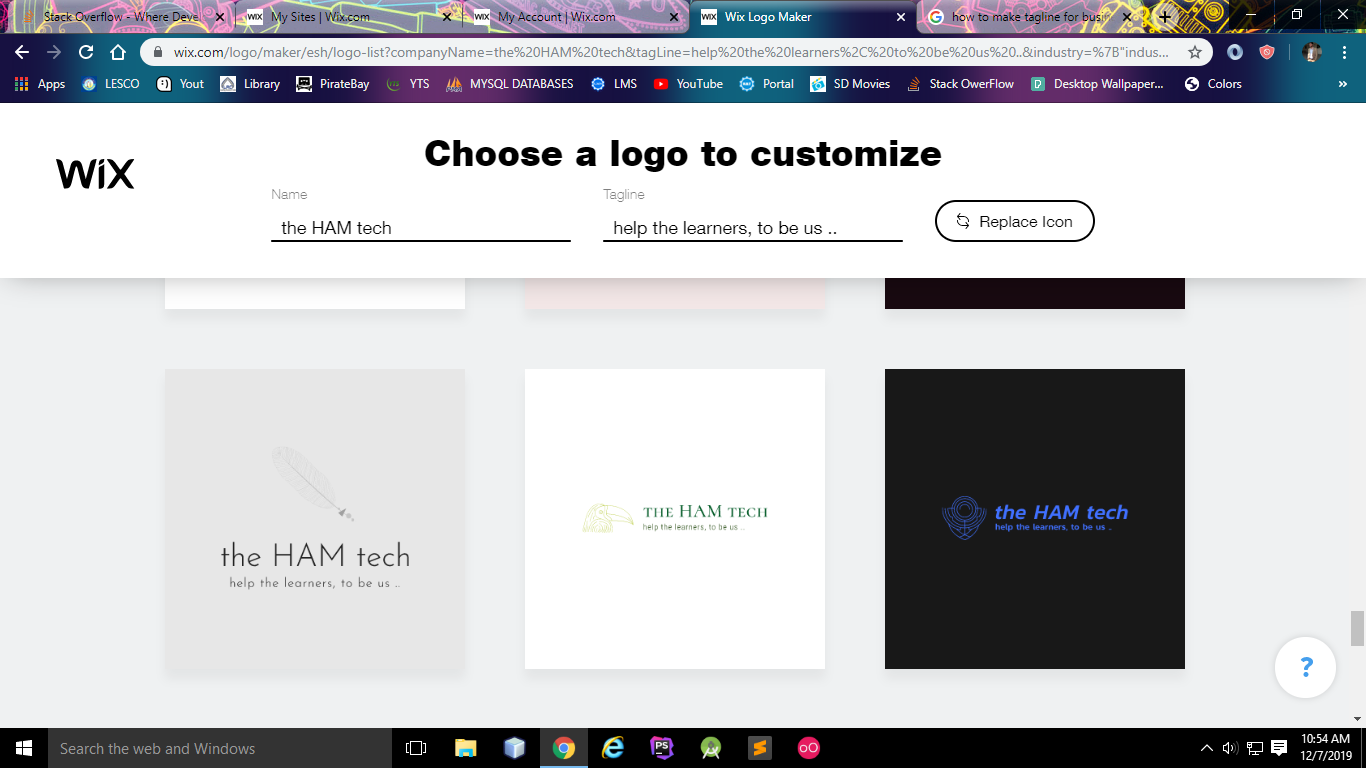 Stack Overflow - Where Deve
My Sites | Wix.com
My Account | Wix.com
Wix Logo Maker
how to make tagline for busin
wix.com/logo/maker/esh/logo-list?companyName=the%20HAM%20tech&tagLine=help%20the%20learners%2C%20to%20be%20us%20..&industry=%7B"indus...
Apps
LESCO
Yout
Library
PirateBay
YTS
MYSQL DATABASES
LMS
YouTube
Portal
SD Movies
Stack OwerFlow
Desktop Wallpaper...
Colors
»
WiX
Choose a logo to customize
Name
Tagline
the HAM tech
help the learners, to be us ..
Replace Icon
the HAM tech
help the learners, to be us ..
THE HAM TECH
help the learners, to be us ..
the HAM tech
help the learners, to be us ..
?
Search the web and Windows
10:54 AM
12/7/2019